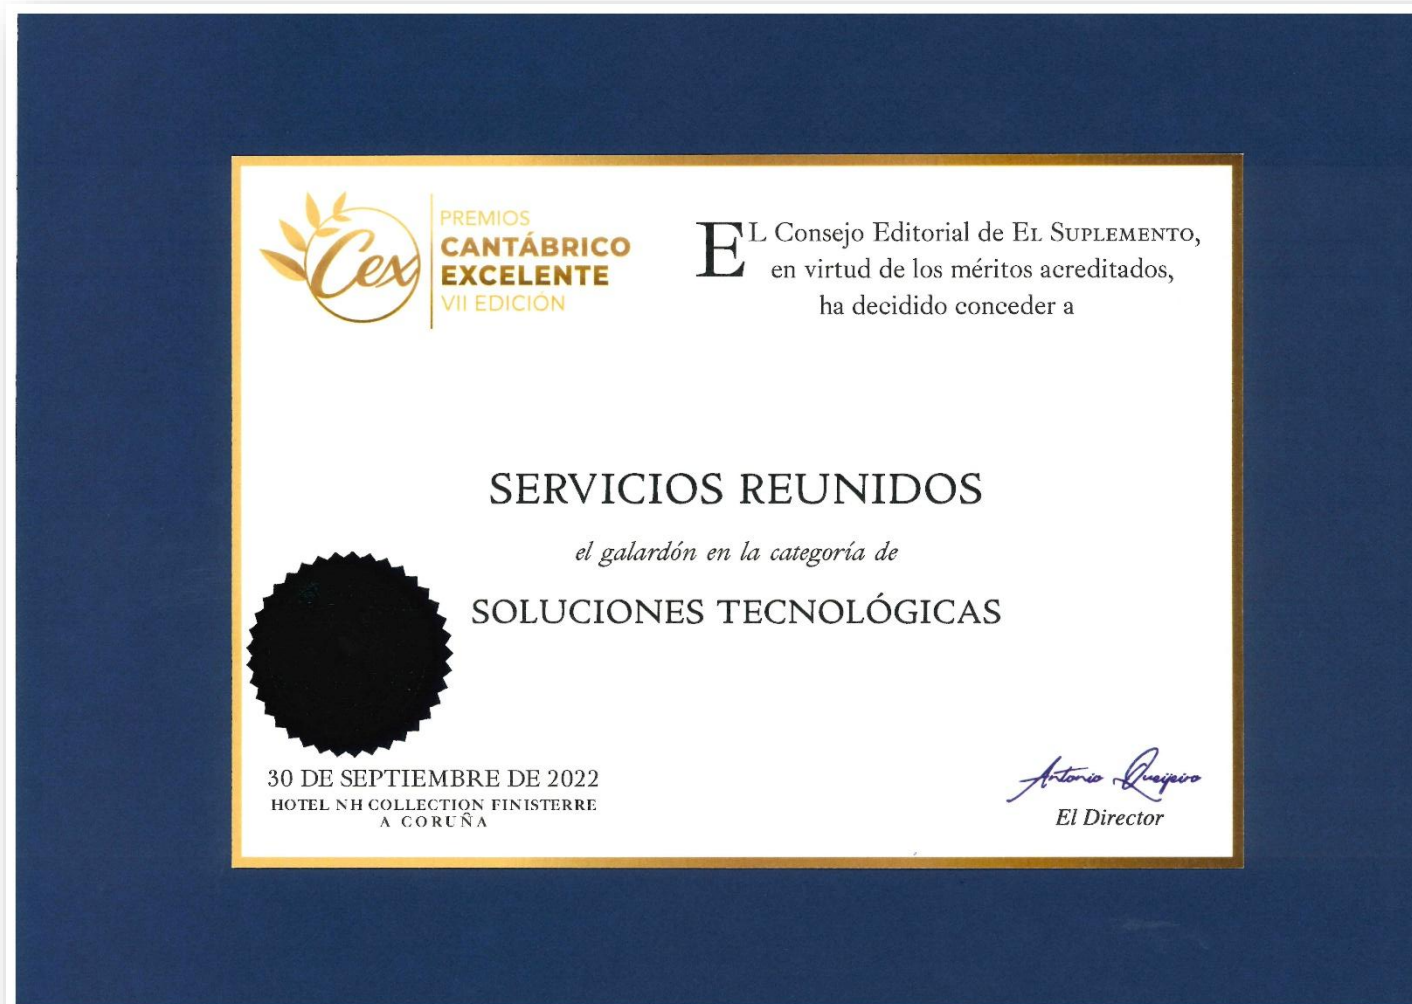 Cex
PREMIOS
CANTÁBRICO
EXCELENTE
VII EDICIÓN
EL Consejo Editorial de EL SUPLEMENTO,
en virtud de los méritos acreditados,
ha decidido conceder a
SERVICIOS REUNIDOS
el galardón en la categoría de
SOLUCIONES TECNOLÓGICAS
30 DE SEPTIEMBRE DE 2022
HOTEL NH COLLECTION FINISTERRE
A CORUÑA
Antonio Queipiro
El Director